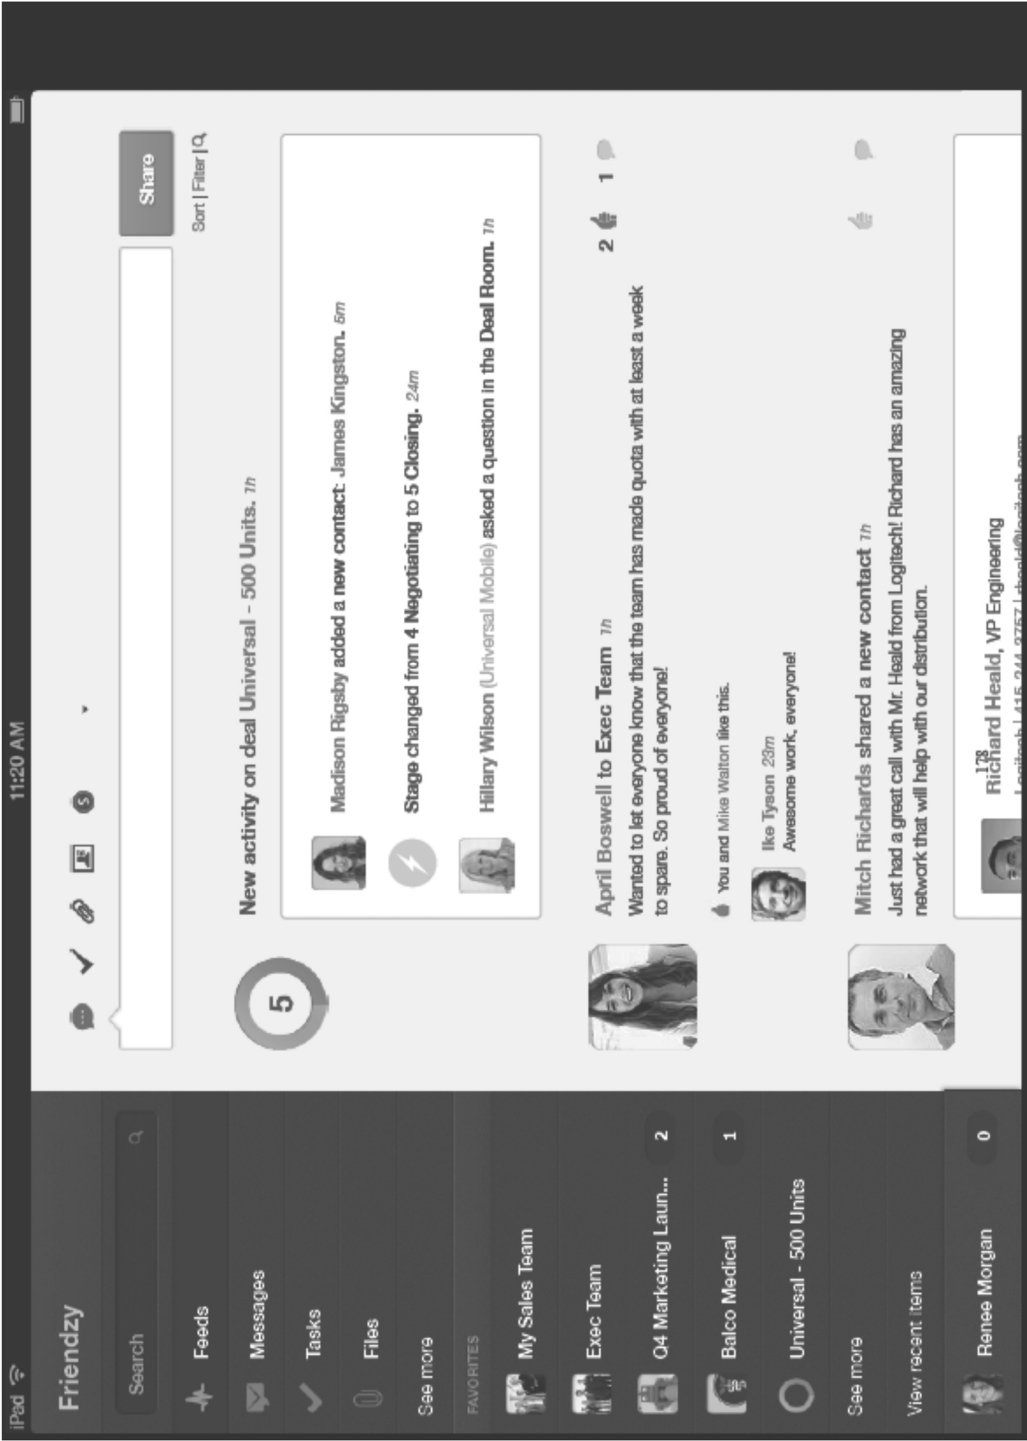 iPad
11:20 AM
Friendzy
Search
Feeds
Messages
Tasks
Files
See more
FAVORITES
My Sales Team
Exec Team
Q4 Marketing Laun... 2
Balco Medical 1
Universal - 500 Units
See more
View recent items
Renee Morgan 0
Share
Sort | Filter |
5
New activity on deal Universal - 500 Units. 1h
Madison Rigsby added a new contact: James Kingston. 6m
Stage changed from 4 Negotiating to 5 Closing. 24m
Hillary Wilson (Universal Mobile) asked a question in the Deal Room. 1h
April Boswell to Exec Team 1h
2 1
Wanted to let everyone know that the team has made quota with at least a week
to spare. So proud of everyone!
You and Mike Walton like this.
Ike Tyson 23m
Awesome work, everyone!
Mitch Richards shared a new contact 1h
Just had a great call with Mr. Heald from Logitech! Richard has an amazing
network that will help with our distribution.
178
Richard Heald, VP Engineering